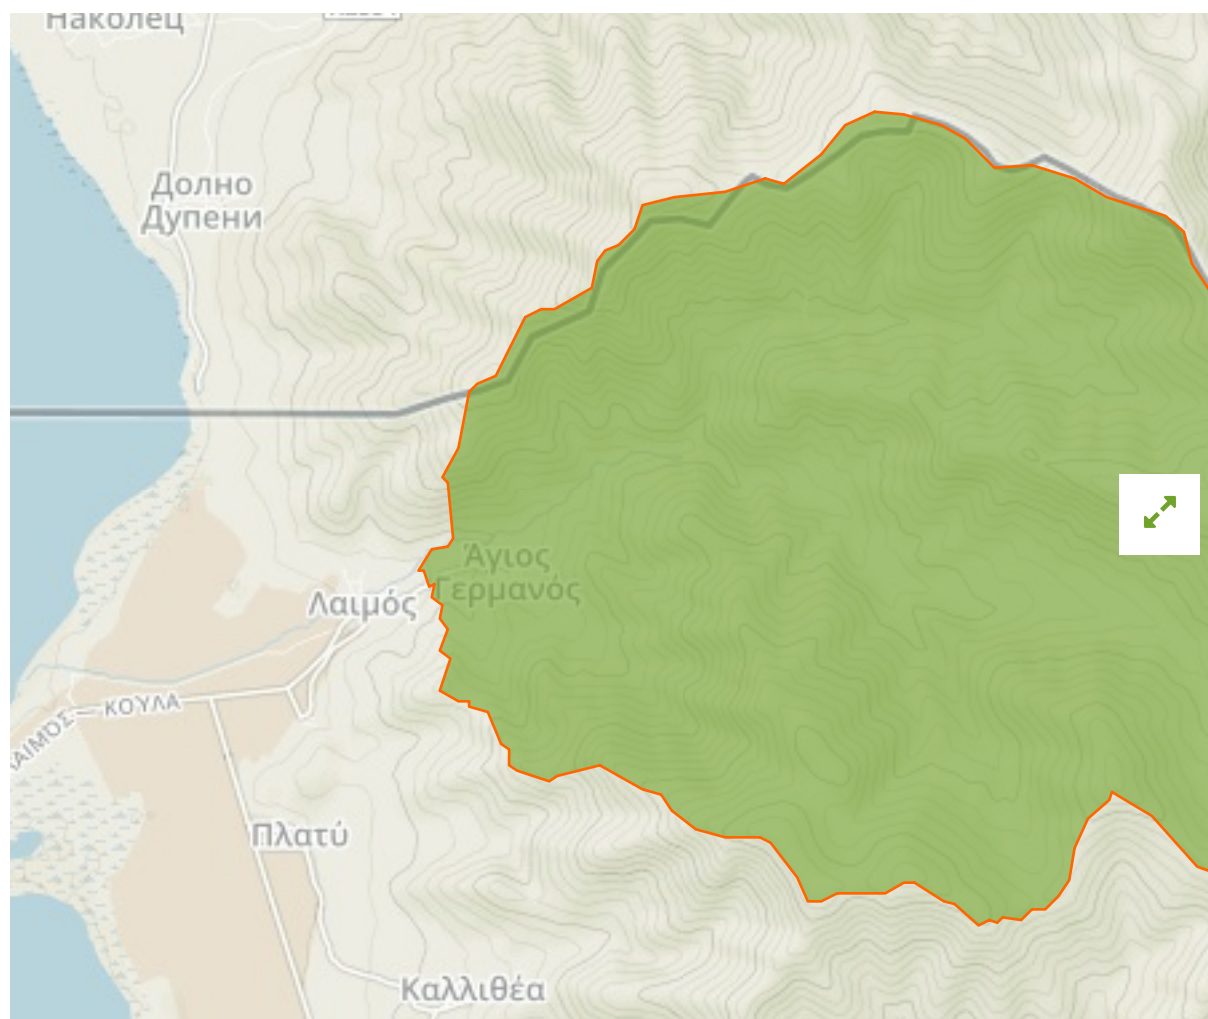 Наколец
Долно
Дупени
Άγιος
Γερμανός
Λαιμός
ΚΟΥΛΑ
ΛΑΙΜΟΣ
Πλατύ
Καλλιθέα